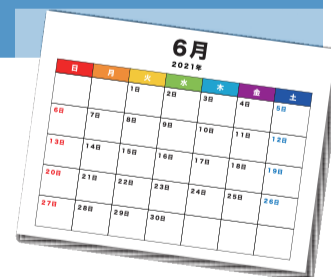 6月
2021年
日 月 火 水 木 金 土
1日 2日 3日 4日 5日
6日 7日 8日 9日 10日 11日 12日
13日 14日 15日 16日 17日 18日 19日
20日 21日 22日 23日 24日 25日 26日
27日 28日 29日 30日